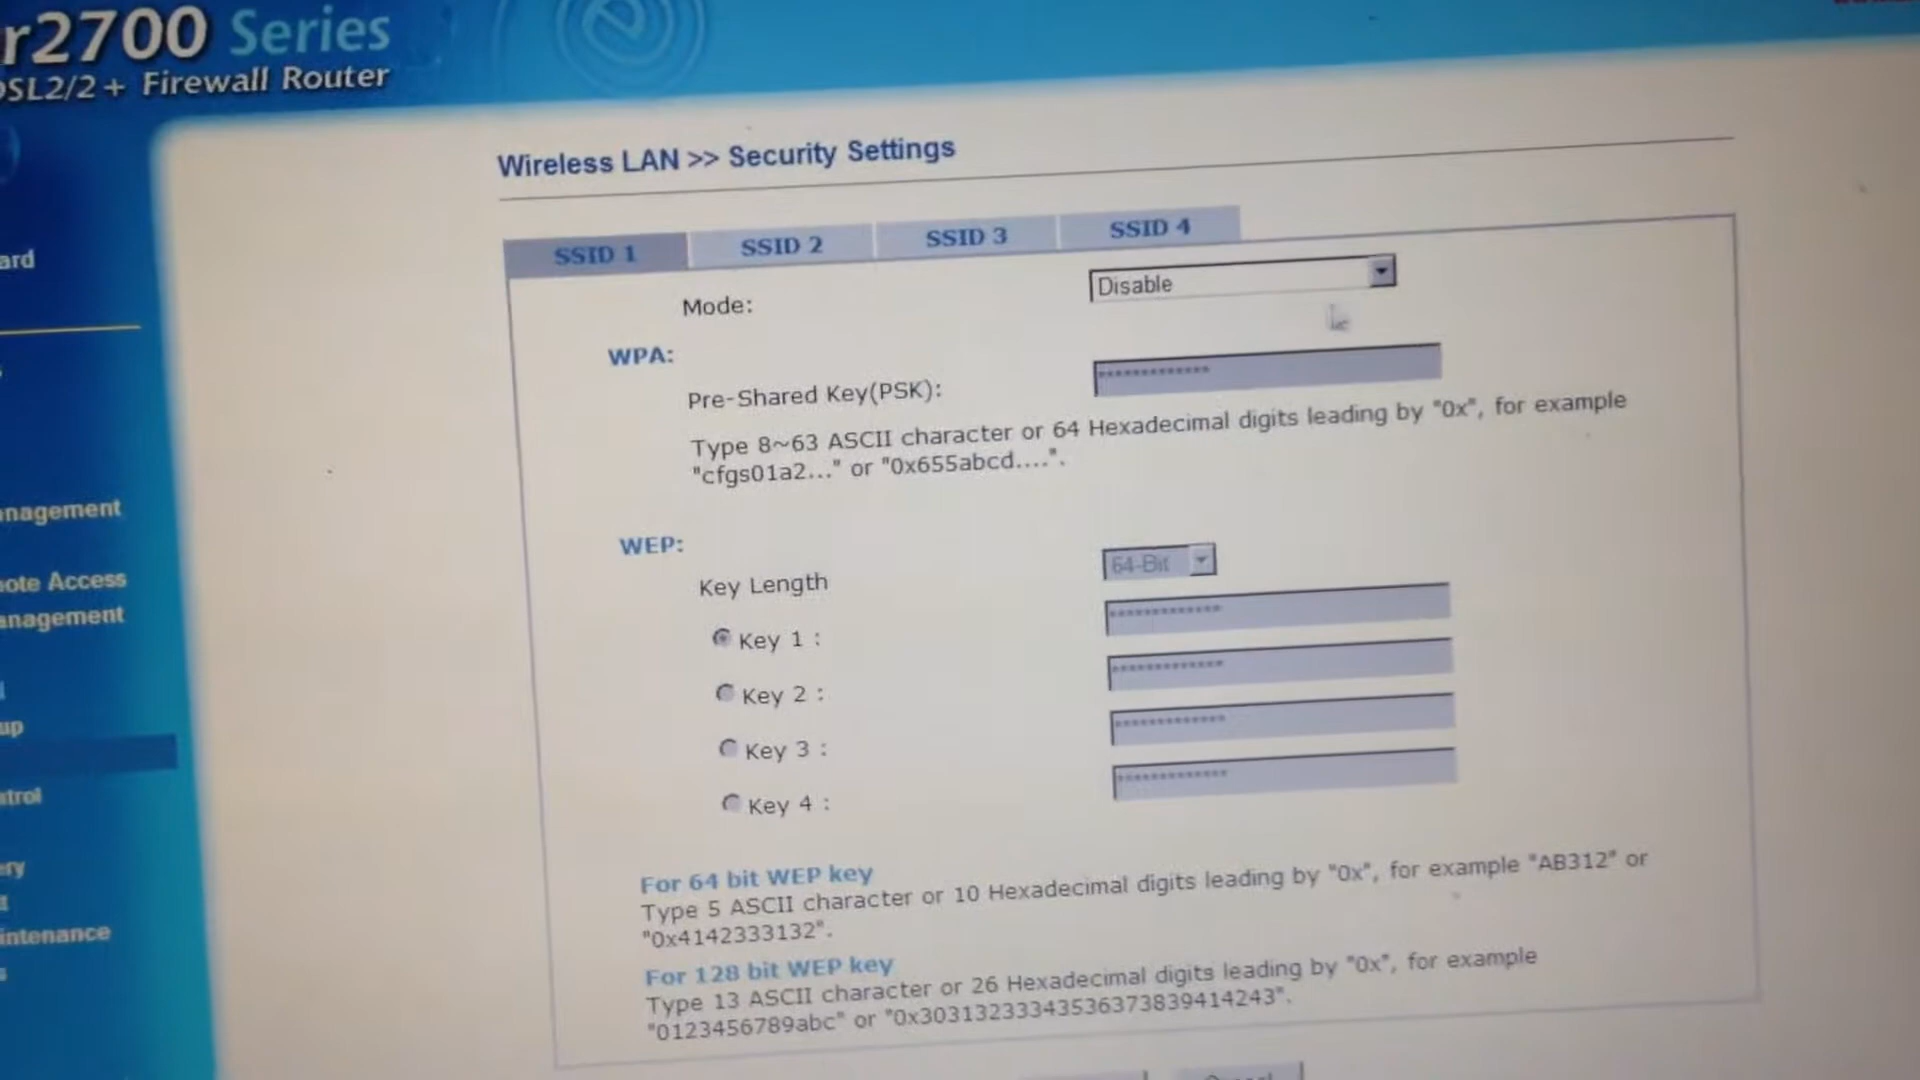 r2700 Series
DSL2/2+ Firewall Router
Wireless LAN >> Security Settings
SSID 1
SSID 2
SSID 3
SSID 4
Mode:
Disable
WPA:
Pre-Shared Key(PSK):
*************
Type 8~63 ASCII character or 64 Hexadecimal digits leading by "0x", for example
"cfgs01a2..." or "0x655abcd....".
WEP:
Key Length
64-Bit
Key 1 :
*************
Key 2 :
*************
Key 3 :
*************
Key 4 :
*************
For 64 bit WEP key
Type 5 ASCII character or 10 Hexadecimal digits leading by "0x", for example "AB312" or
"0x4142333132".
For 128 bit WEP key
Type 13 ASCII character or 26 Hexadecimal digits leading by "0x", for example
"0123456789abc" or "0x30313233343536373839414243".
ard
nagement
ote Access
anagement
up
ntrol
ery
intenance